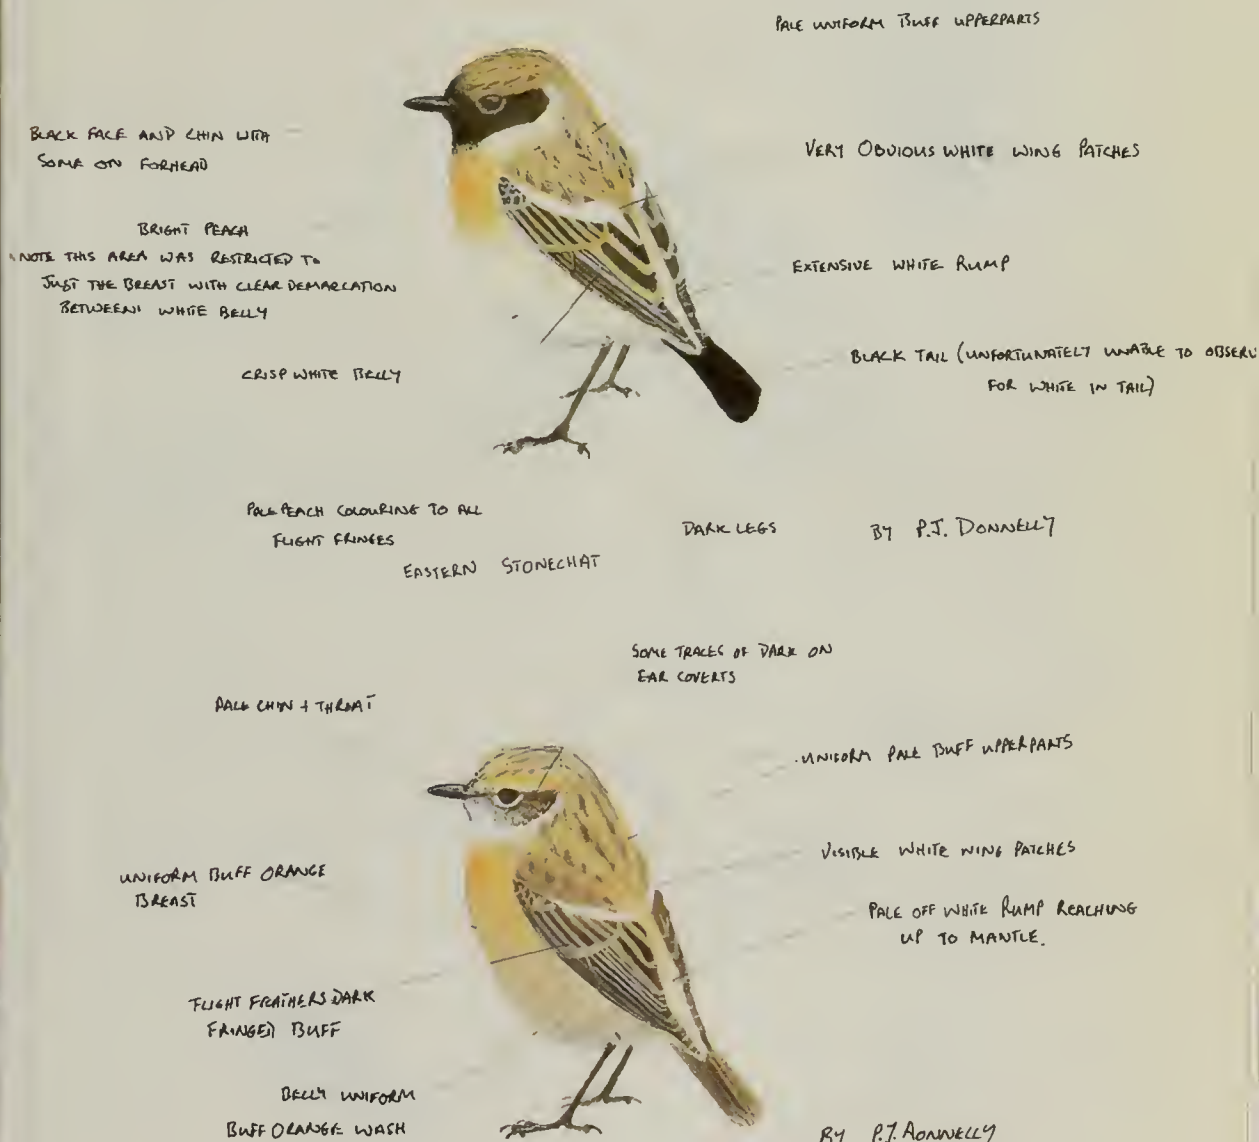 PALE UNIFORM BUFF UPPERPARTS
BLACK FACE AND CHIN WITH
SOME ON FORHEAD
VERY OBVIOUS WHITE WING PATCHES
BRIGHT PEACH
NOTE THIS AREA WAS RESTRICTED TO
JUST THE BREAST WITH CLEAR DEMARCATION
BETWEEN WHITE BELLY
EXTENSIVE WHITE RUMP
CRISP WHITE BELLY
BLACK TAIL (UNFORTUNATELY UNABLE TO OBSERV
FOR WHITE IN TAIL)
PALE PEACH COLOURING TO ALL
FLIGHT FRINGES
DARK LEGS
BY P.J. DONNELLY
EASTERN STONECHAT
SOME TRACES OF DARK ON
EAR COVERTS
PALE CHIN + THROAT
UNIFORM PALE BUFF UPPERPARTS
UNIFORM BUFF ORANGE
BREAST
VISIBLE WHITE WING PATCHES
PALE OFF WHITE RUMP REACHING
UP TO MANTLE.
FLIGHT FEATHERS DARK
FRINGED BUFF
BELLY UNIFORM
BUFF ORANGE WASH
BY P.J. DONNELLY